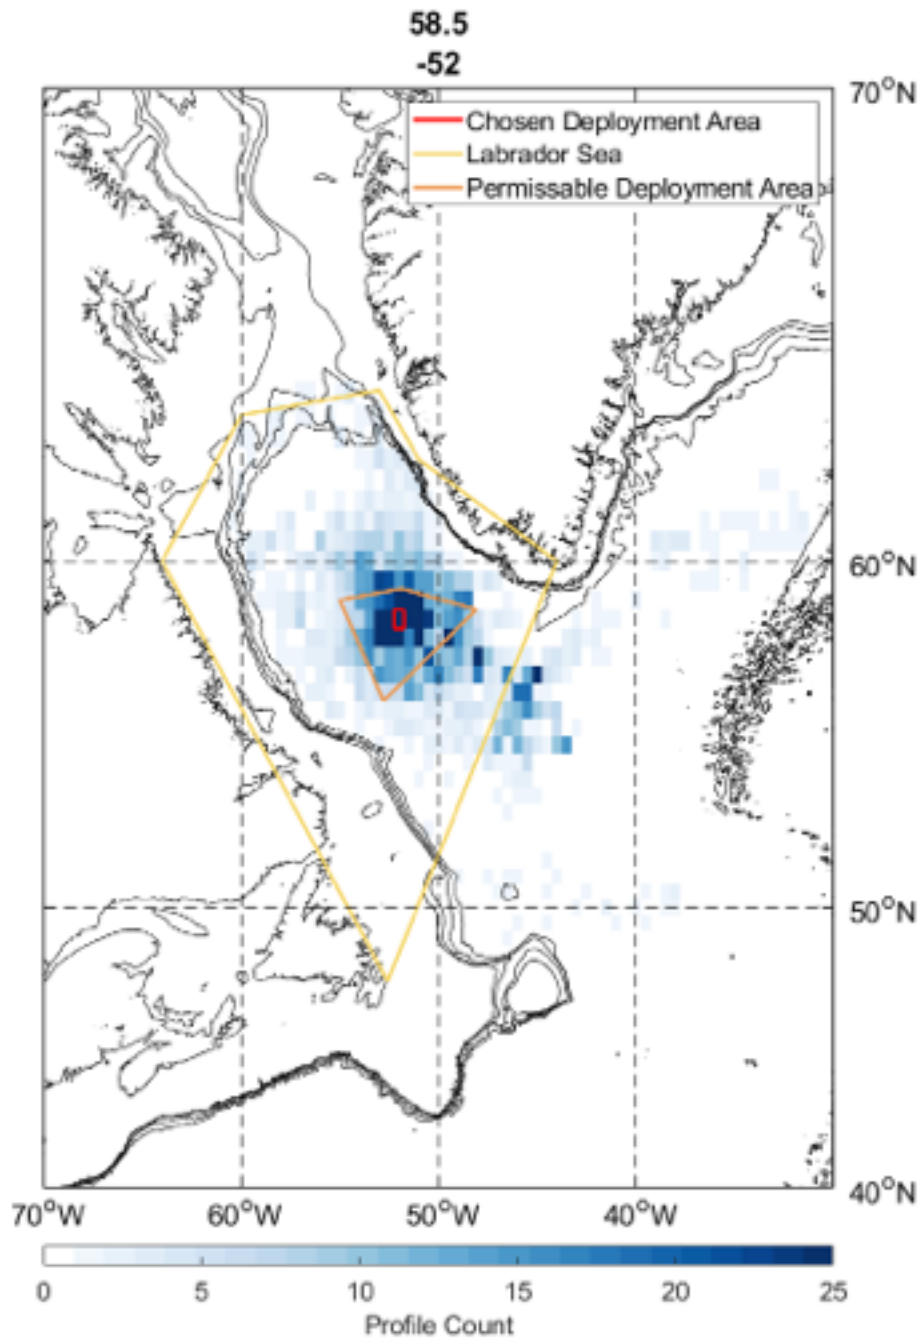 58.5
-52
70°N
Chosen Deployment Area
Labrador Sea
Permissable Deployment Area
60°N
50°N
40°N
70°W 60°W 50°W 40°W
0 5 10 15 20 25
Profile Count